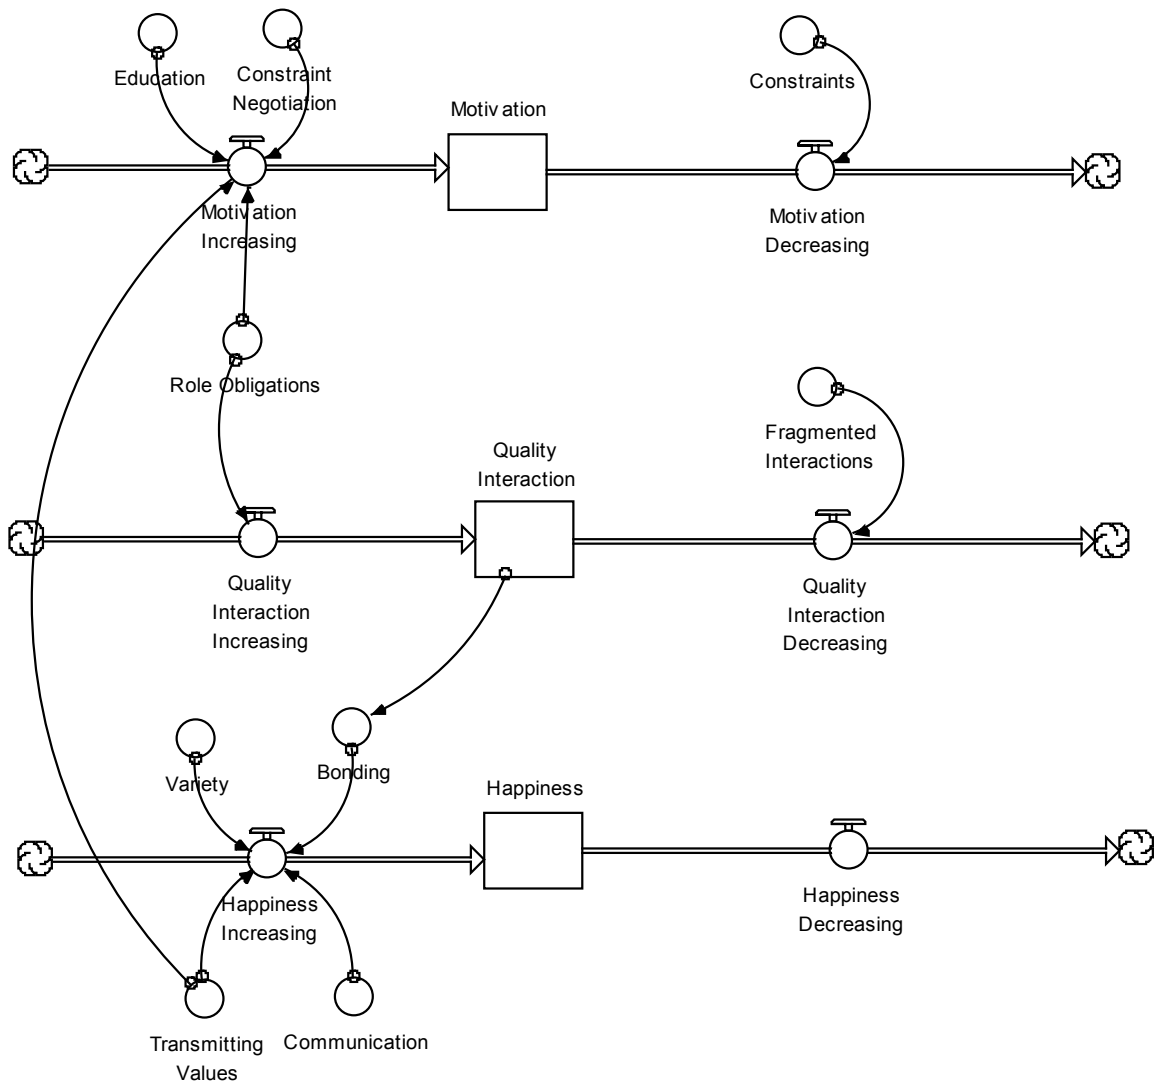 Education
Constraint
Negotiation
Constraints
Motivation
Motivation
Increasing
Motivation
Decreasing
Role Obligations
Fragmented
Interactions
Quality
Interaction
Quality
Interaction
Increasing
Quality
Interaction
Decreasing
Variety
Bonding
Happiness
Happiness
Increasing
Happiness
Decreasing
Transmitting
Values
Communication